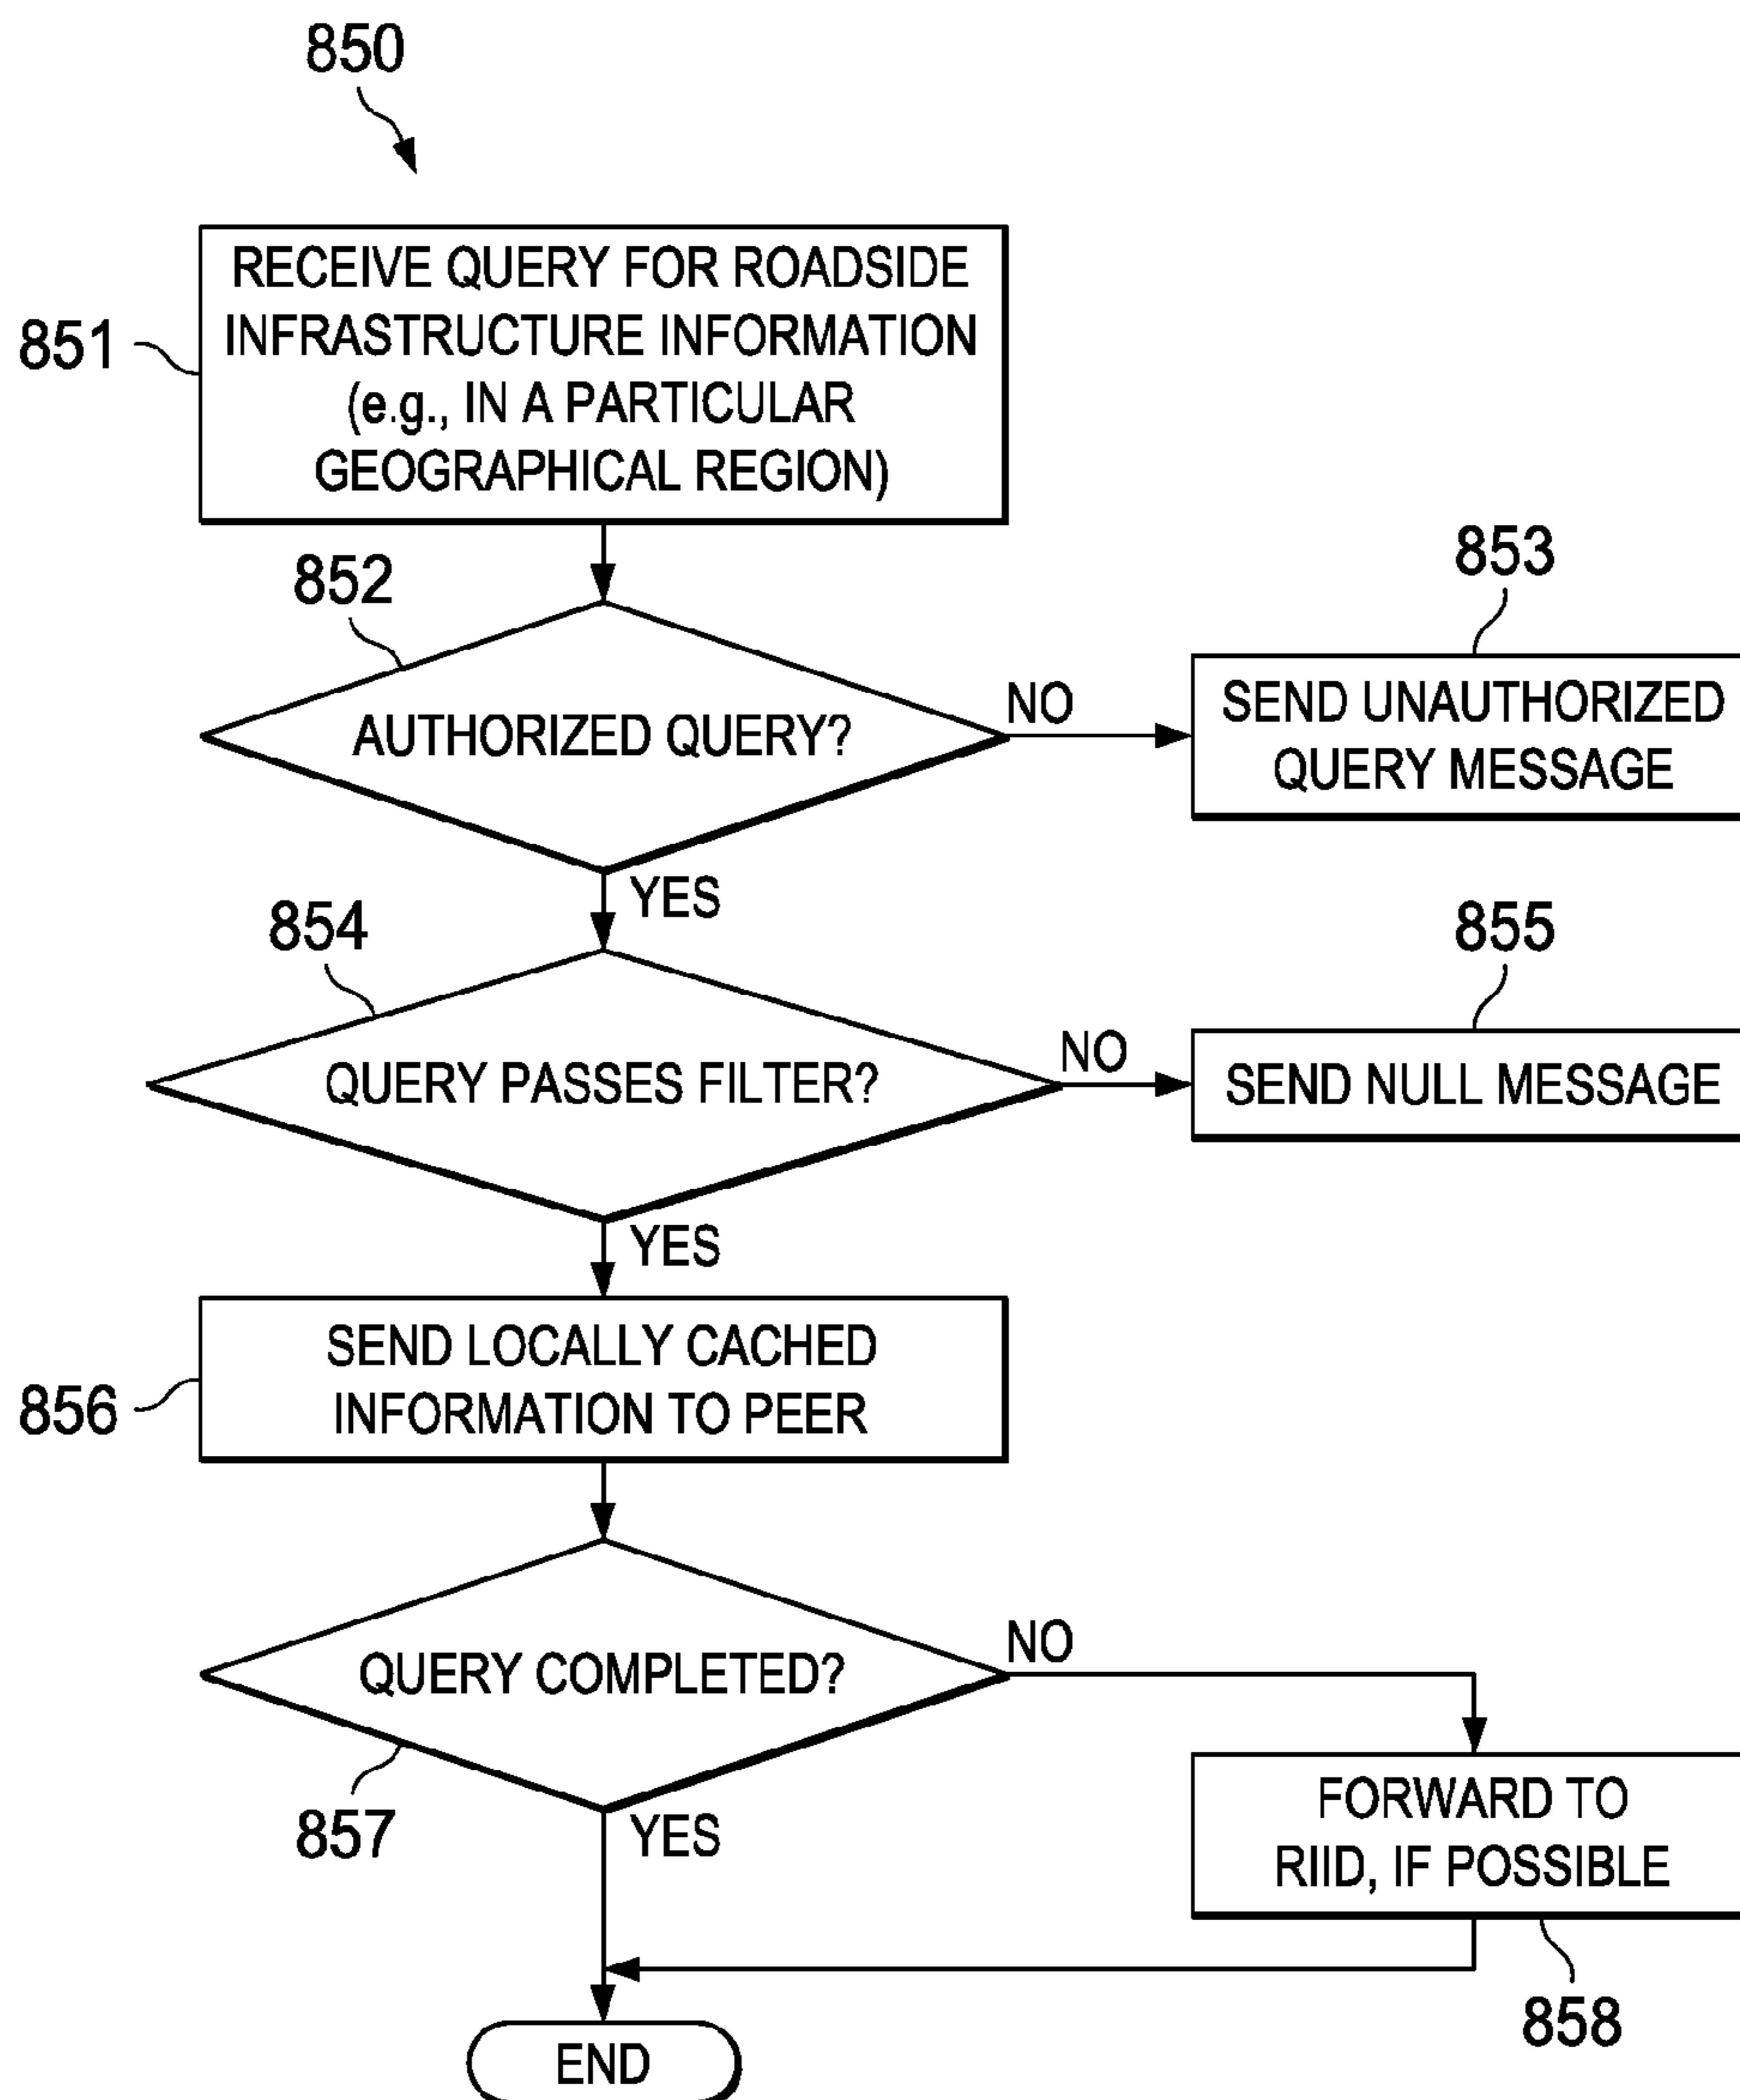 850
RECEIVE QUERY FOR ROADSIDE
INFRASTRUCTURE INFORMATION
(e.g., IN A PARTICULAR
GEOGRAPHICAL REGION)
851
852
AUTHORIZED QUERY?
NO
853
SEND UNAUTHORIZED
QUERY MESSAGE
YES
854
QUERY PASSES FILTER?
NO
855
SEND NULL MESSAGE
YES
SEND LOCALLY CACHED
INFORMATION TO PEER
856
QUERY COMPLETED?
NO
857
YES
FORWARD TO
RIID, IF POSSIBLE
858
END